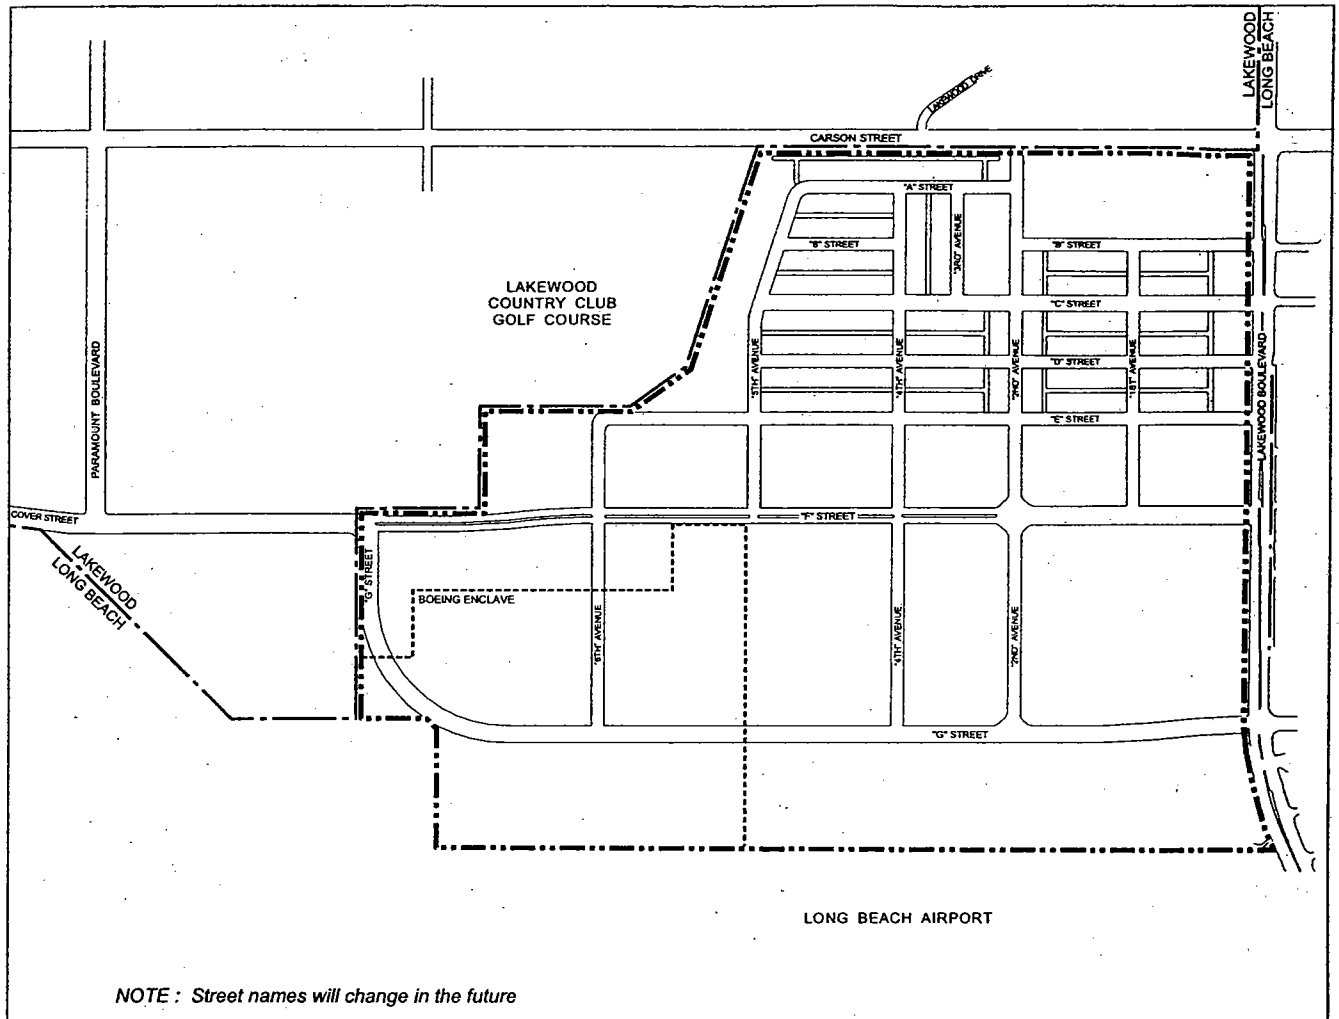 LAKEWOOD
LONG BEACH
LAKEWOOD DRIVE
CARSON STREET
"A" STREET
"3RD" AVENUE
"B" STREET
"B" STREET
LAKEWOOD
COUNTRY CLUB
GOLF COURSE
"C" STREET
PARAMOUNT BOULEVARD
"5TH" AVENUE
"4TH" AVENUE
"2ND" AVENUE
"D" STREET
"1ST" AVENUE
LAKEWOOD BOULEVARD
"E" STREET
COVER STREET
"F" STREET
LAKEWOOD
LONG BEACH
"G" STREET
BOEING ENCLAVE
"6TH" AVENUE
"4TH" AVENUE
"2ND" AVENUE
"G" STREET
LONG BEACH AIRPORT
NOTE : Street names will change in the future